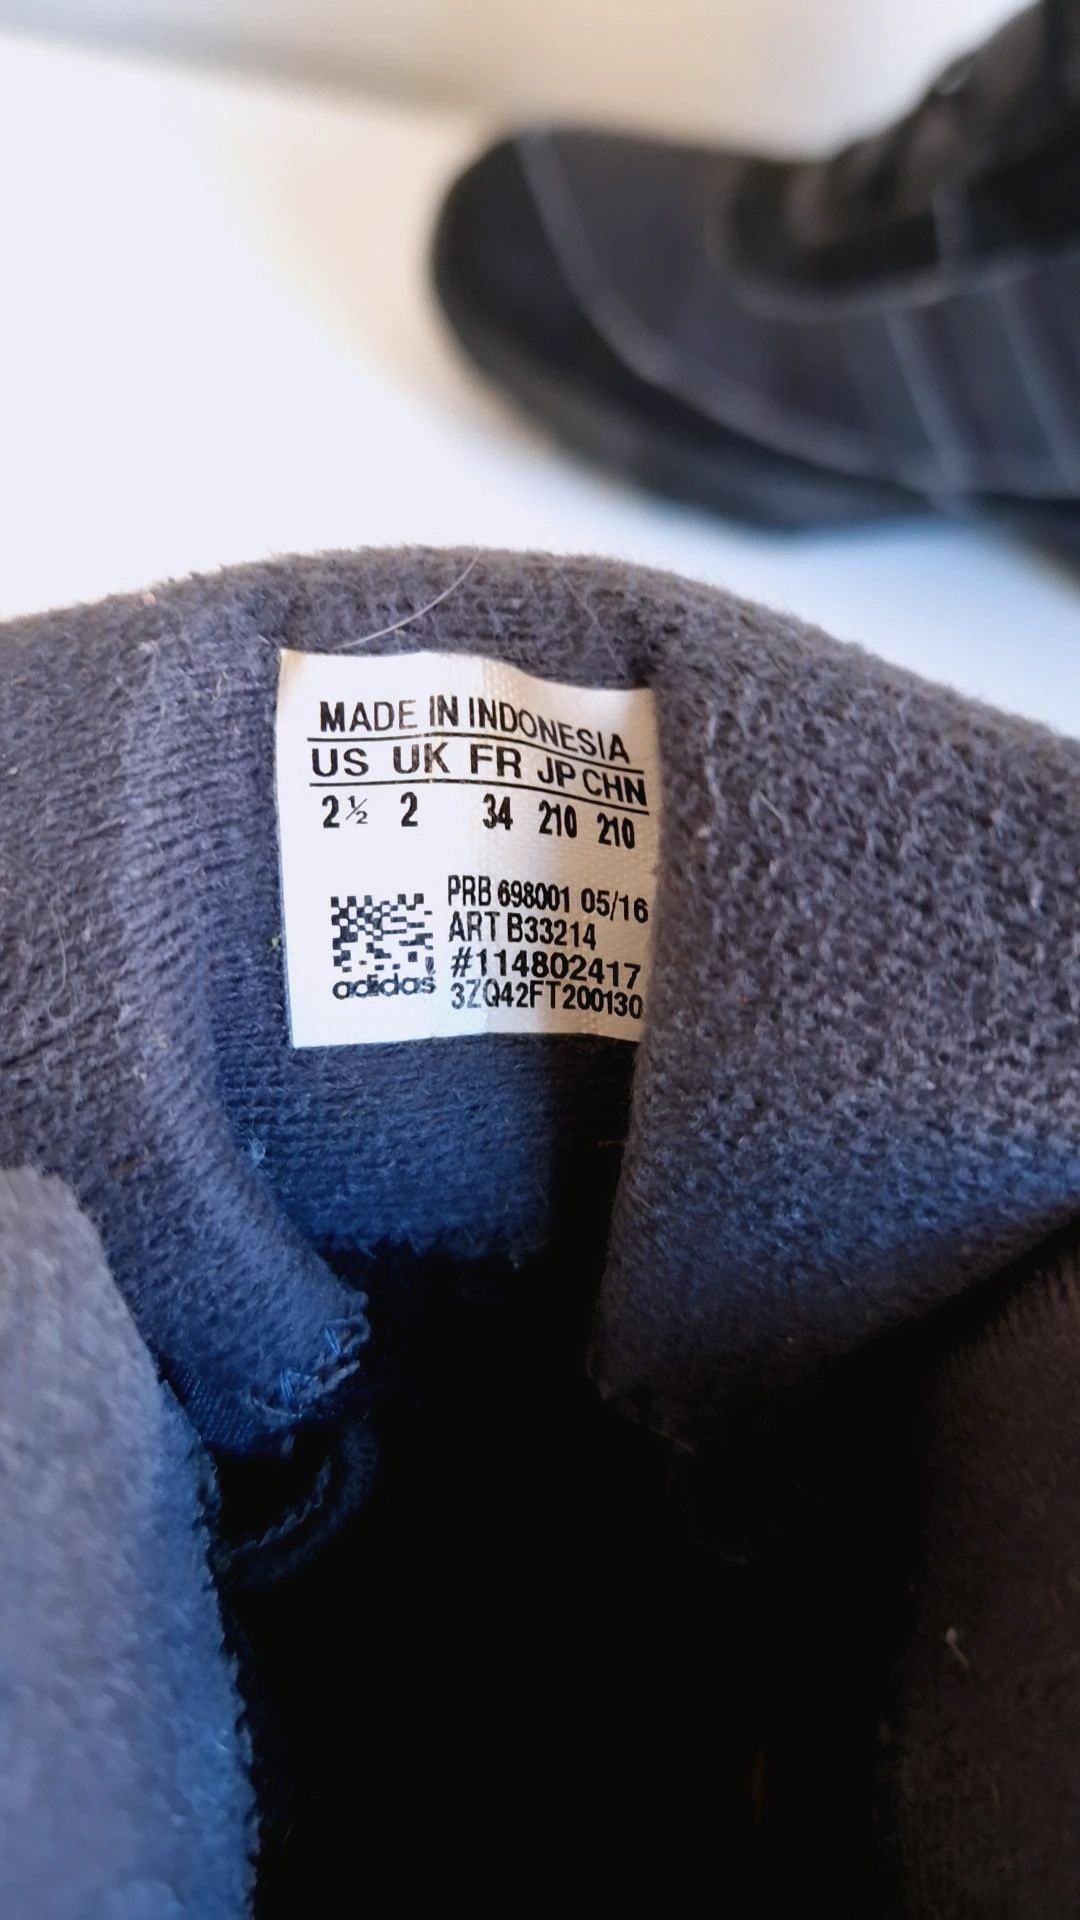 MADE IN INDONESIA
US UK FR JP CHN
2½ 2 34 210 210
PRB 698001 05/16
ART B33214
#114802417
3ZQ42FT200130
adidas